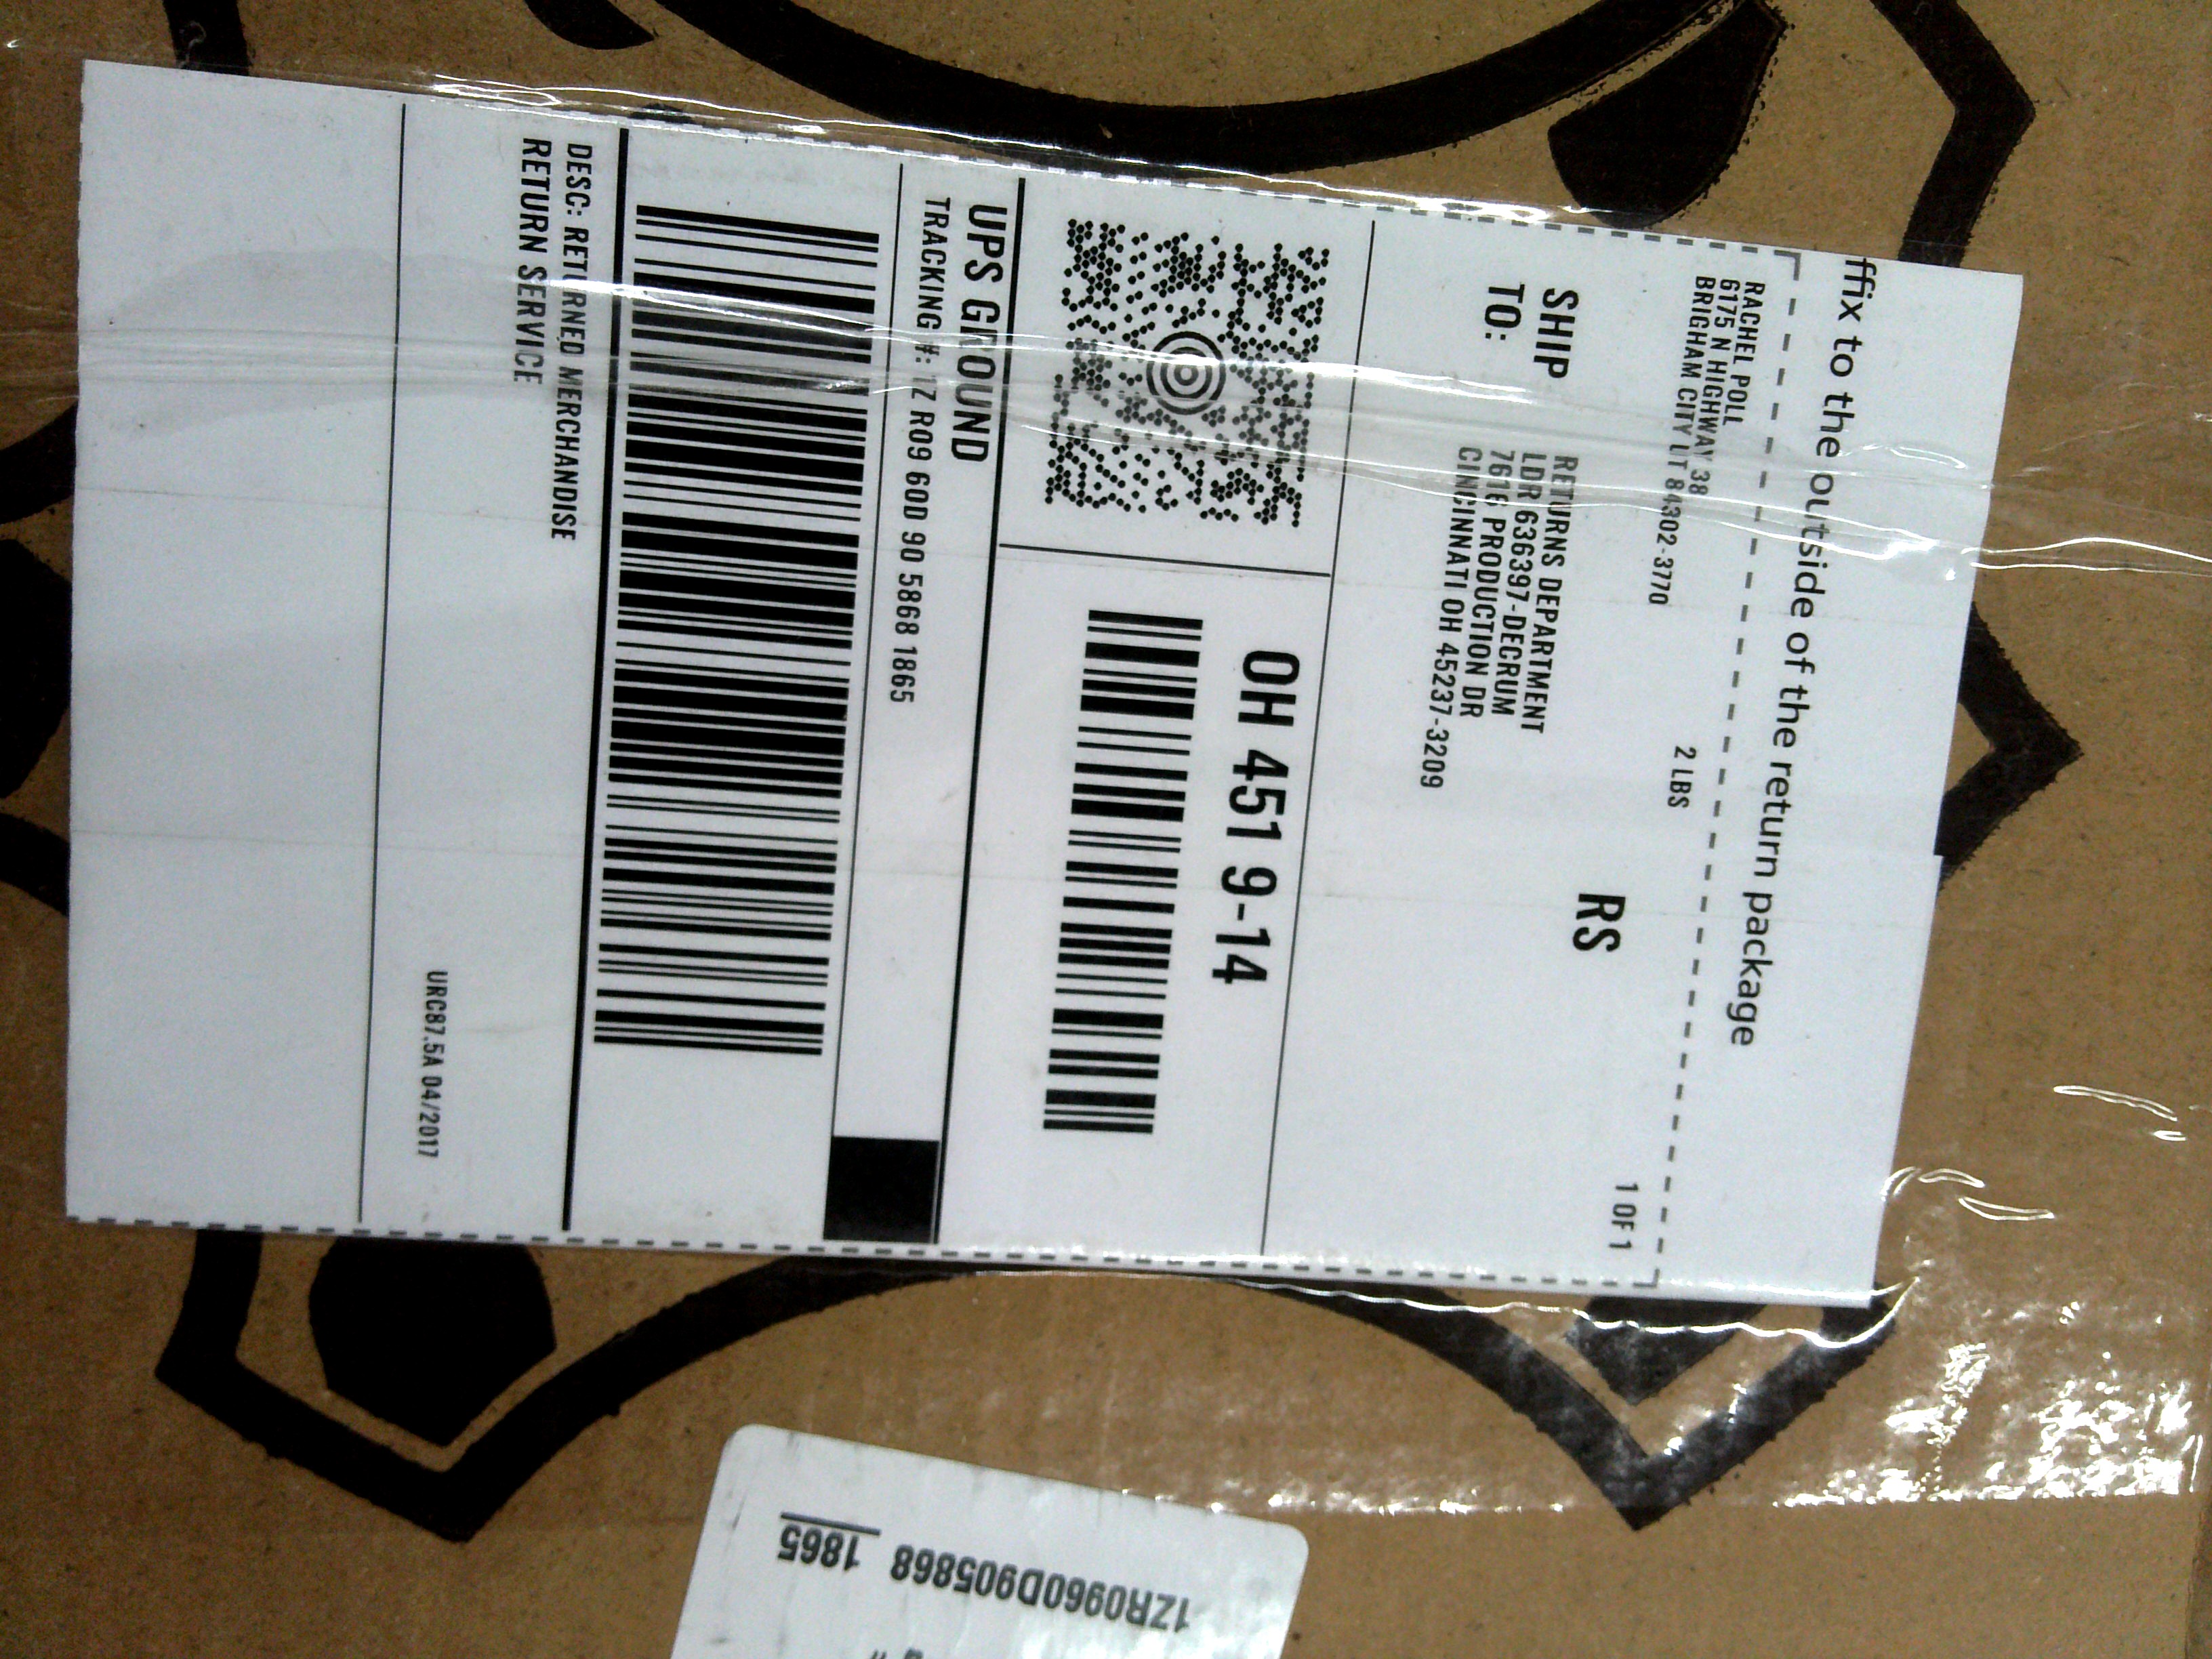 ffix to the outside of the return package
RACHEL POLL
6175 N HIGHWAY 38
BRIGHAM CITY UT 84302-3770
2 LBS
1 OF 1
RS
SHIP
TO:
RETURNS DEPARTMENT
LDR 636397-DECRUM
7616 PRODUCTION DR
CINCINNATI OH 45237-3209
OH 451 9-14
UPS GROUND
TRACKING #: 1Z R09 60D 90 5868 1865
DESC: RETURNED MERCHANDISE
RETURN SERVICE
URC87.5A 04/2017
1ZR0960D905868 1865